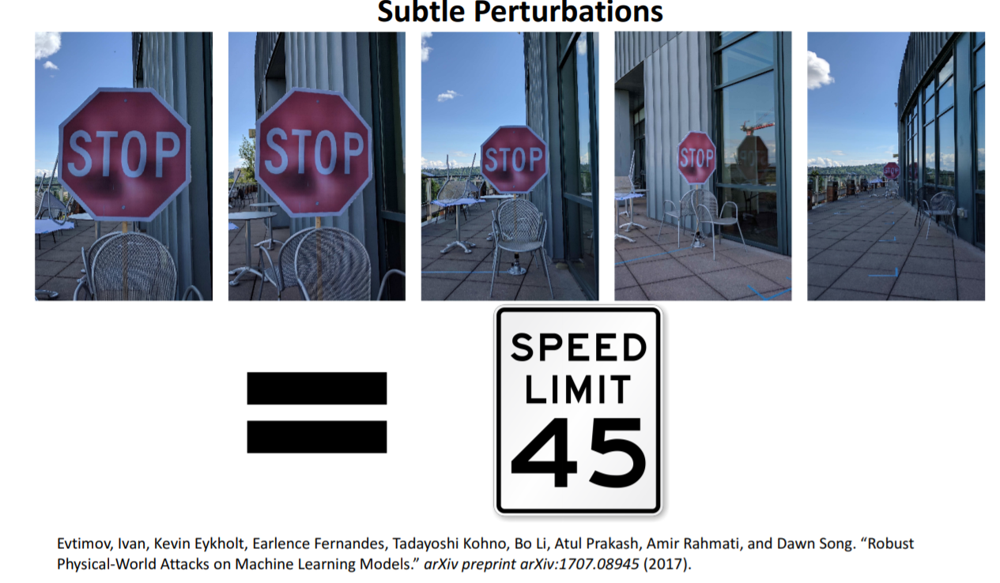 Subtle Perturbations
STOP
STOP
STOP
STOP
STOP
SPEED
LIMIT
45
Evtimov, Ivan, Kevin Eykholt, Earlence Fernandes, Tadayoshi Kohno, Bo Li, Atul Prakash, Amir Rahmati, and Dawn Song. “Robust
Physical-World Attacks on Machine Learning Models.” arXiv preprint arXiv:1707.08945 (2017).